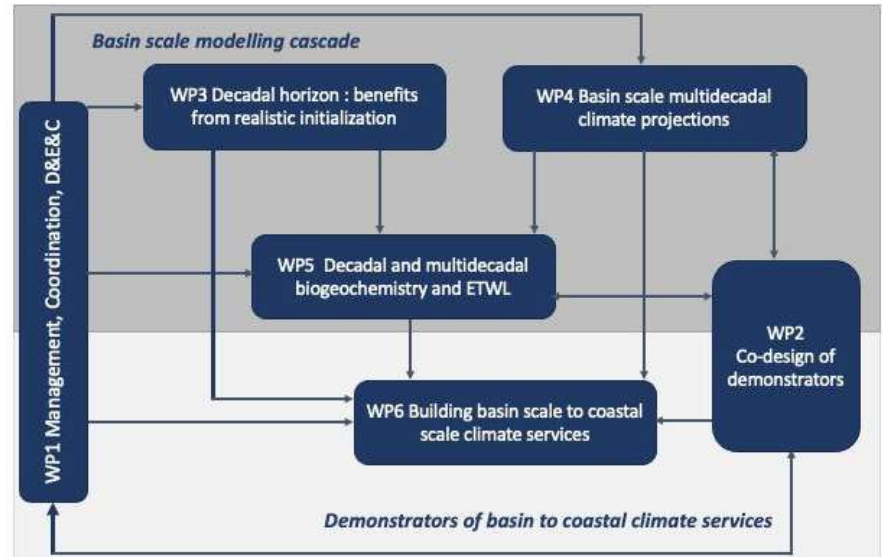 Basin scale modelling cascade
WP3 Decadal horizon : benefits
from realistic initialization
WP4 Basin scale multidecadal
climate projections
WP1 Management, Coordination, D&E&C
WP5 Decadal and multidecadal
biogeochemistry and ETWL
WP2
Co-design of
demonstrators
WP6 Building basin scale to coastal
scale climate services
Demonstrators of basin to coastal climate services